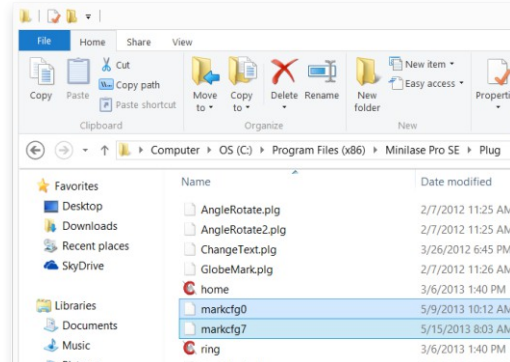 File Home Share View
Cut
Copy path
Paste shortcut
Copy Paste Move to Copy to Delete Rename New folder
New item
Easy access
Clipboard Organize New
Computer OS (C:) Program Files (x86) Minilase Pro SE Plug
Name Date modified
Favorites
Desktop
Downloads
Recent places
SkyDrive
Libraries
Documents
Music
AngleRotate.plg 2/7/2012 11:25 AM
AngleRotate2.plg 2/7/2012 11:25 AM
ChangeText.plg 3/26/2012 6:45 PM
GlobeMark.plg 2/7/2012 11:26 AM
home 3/6/2013 1:40 PM
markcfg0 5/9/2013 10:12 AM
markcfg7 5/15/2013 8:03 AM
ring 3/6/2013 1:40 PM